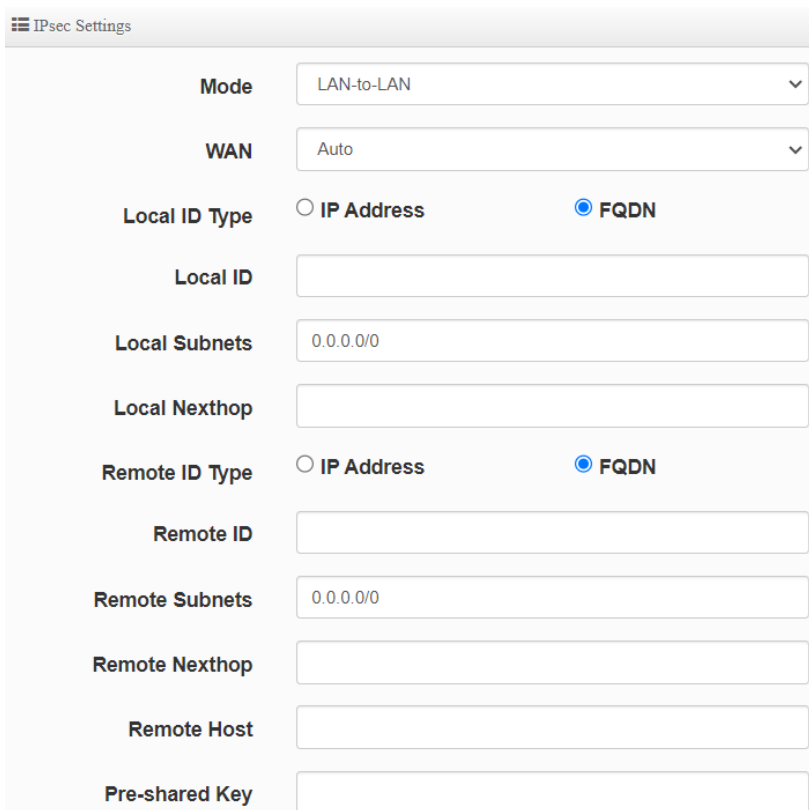 IPsec Settings
Mode LAN-to-LAN
WAN Auto
Local ID Type IP Address FQDN
Local ID
Local Subnets 0.0.0.0/0
Local Nexthop
Remote ID Type IP Address FQDN
Remote ID
Remote Subnets 0.0.0.0/0
Remote Nexthop
Remote Host
Pre-shared Key